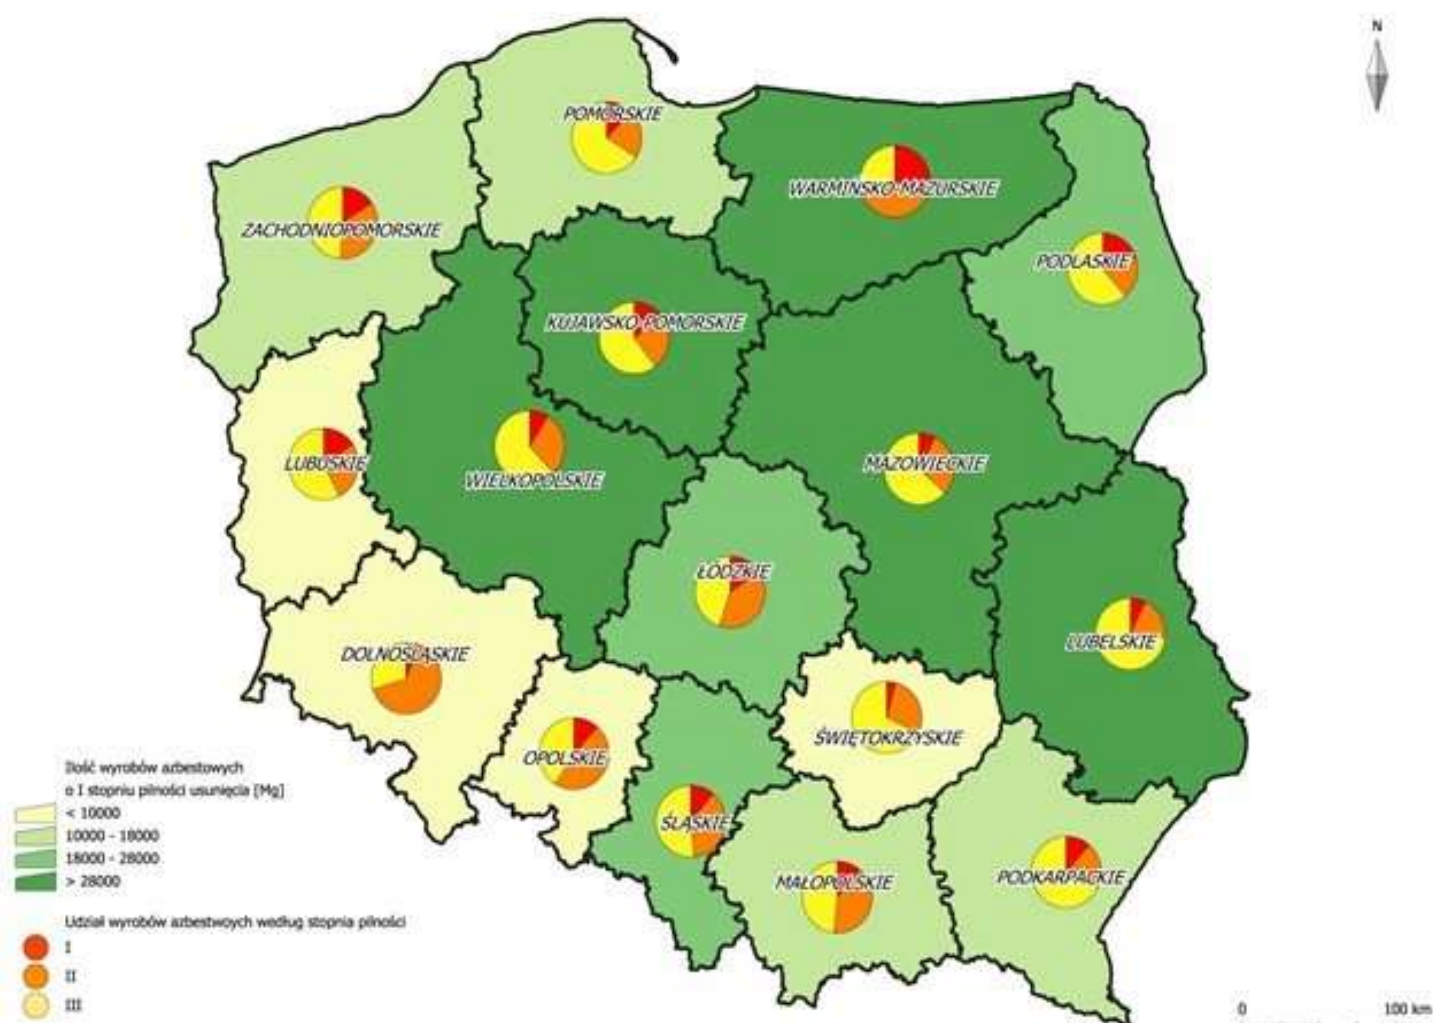 N
POMORSKIE
WARMIŃSKO-MAZURSKIE
ZACHODNIOPOMORSKIE
PODLASKIE
KUJAWSKO-POMORSKIE
LUBUSKIE
WIELKOPOLSKIE
MAZOWIECKIE
ŁÓDZKIE
LUBELSKIE
DOLNOŚLĄSKIE
OPOLSKIE
ŚWIĘTOKRZYSKIE
ŚLĄSKIE
MAŁOPOLSKIE
PODKARPACKIE
Ilość wyrobów azbestowych
o I stopniu pilności usunięcia [Mg]
< 10000
10000 - 18000
18000 - 28000
> 28000
Udział wyrobów azbestwoych według stopnia pilności
I
II
III
0 100 km